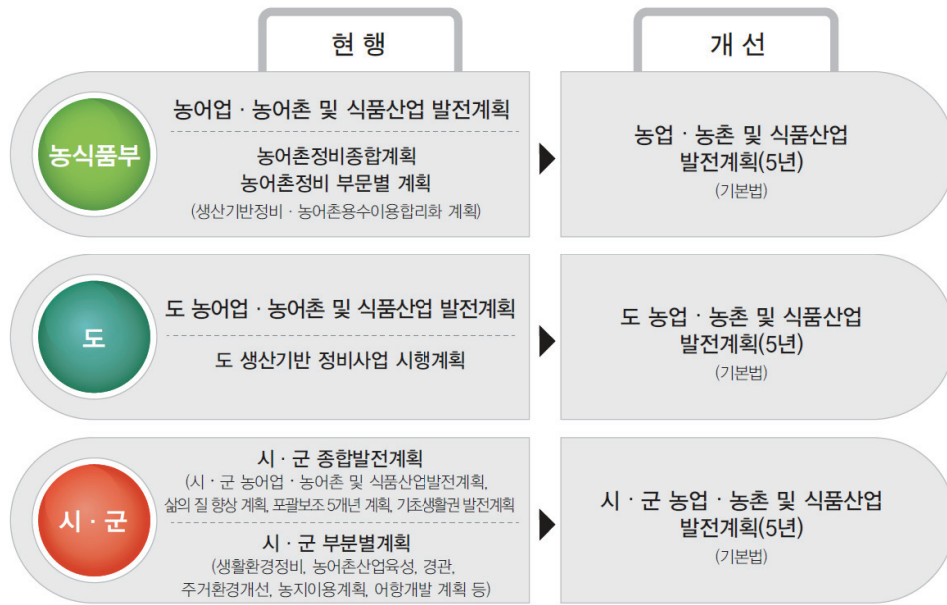 현 행
개 선
농식품부
농어업 · 농어촌 및 식품산업 발전계획
농어촌정비종합계획
농어촌정비 부문별 계획
(생산기반정비 · 농어촌용수이용합리화 계획)
농업 · 농촌 및 식품산업
발전계획(5년)
(기본법)
도
도 농어업 · 농어촌 및 식품산업 발전계획
도 생산기반 정비사업 시행계획
도 농업 · 농촌 및 식품산업
발전계획(5년)
(기본법)
시 · 군
시 · 군 종합발전계획
(시 · 군 농어업 · 농어촌 및 식품산업발전계획,
삶의 질 향상 계획, 포괄보조 5개년 계획, 기초생활권 발전계획
시 · 군 부분별계획
(생활환경정비, 농어촌산업육성, 경관,
주거환경개선, 농지이용계획, 어항개발 계획 등)
시 · 군 농업 · 농촌 및 식품산업
발전계획(5년)
(기본법)